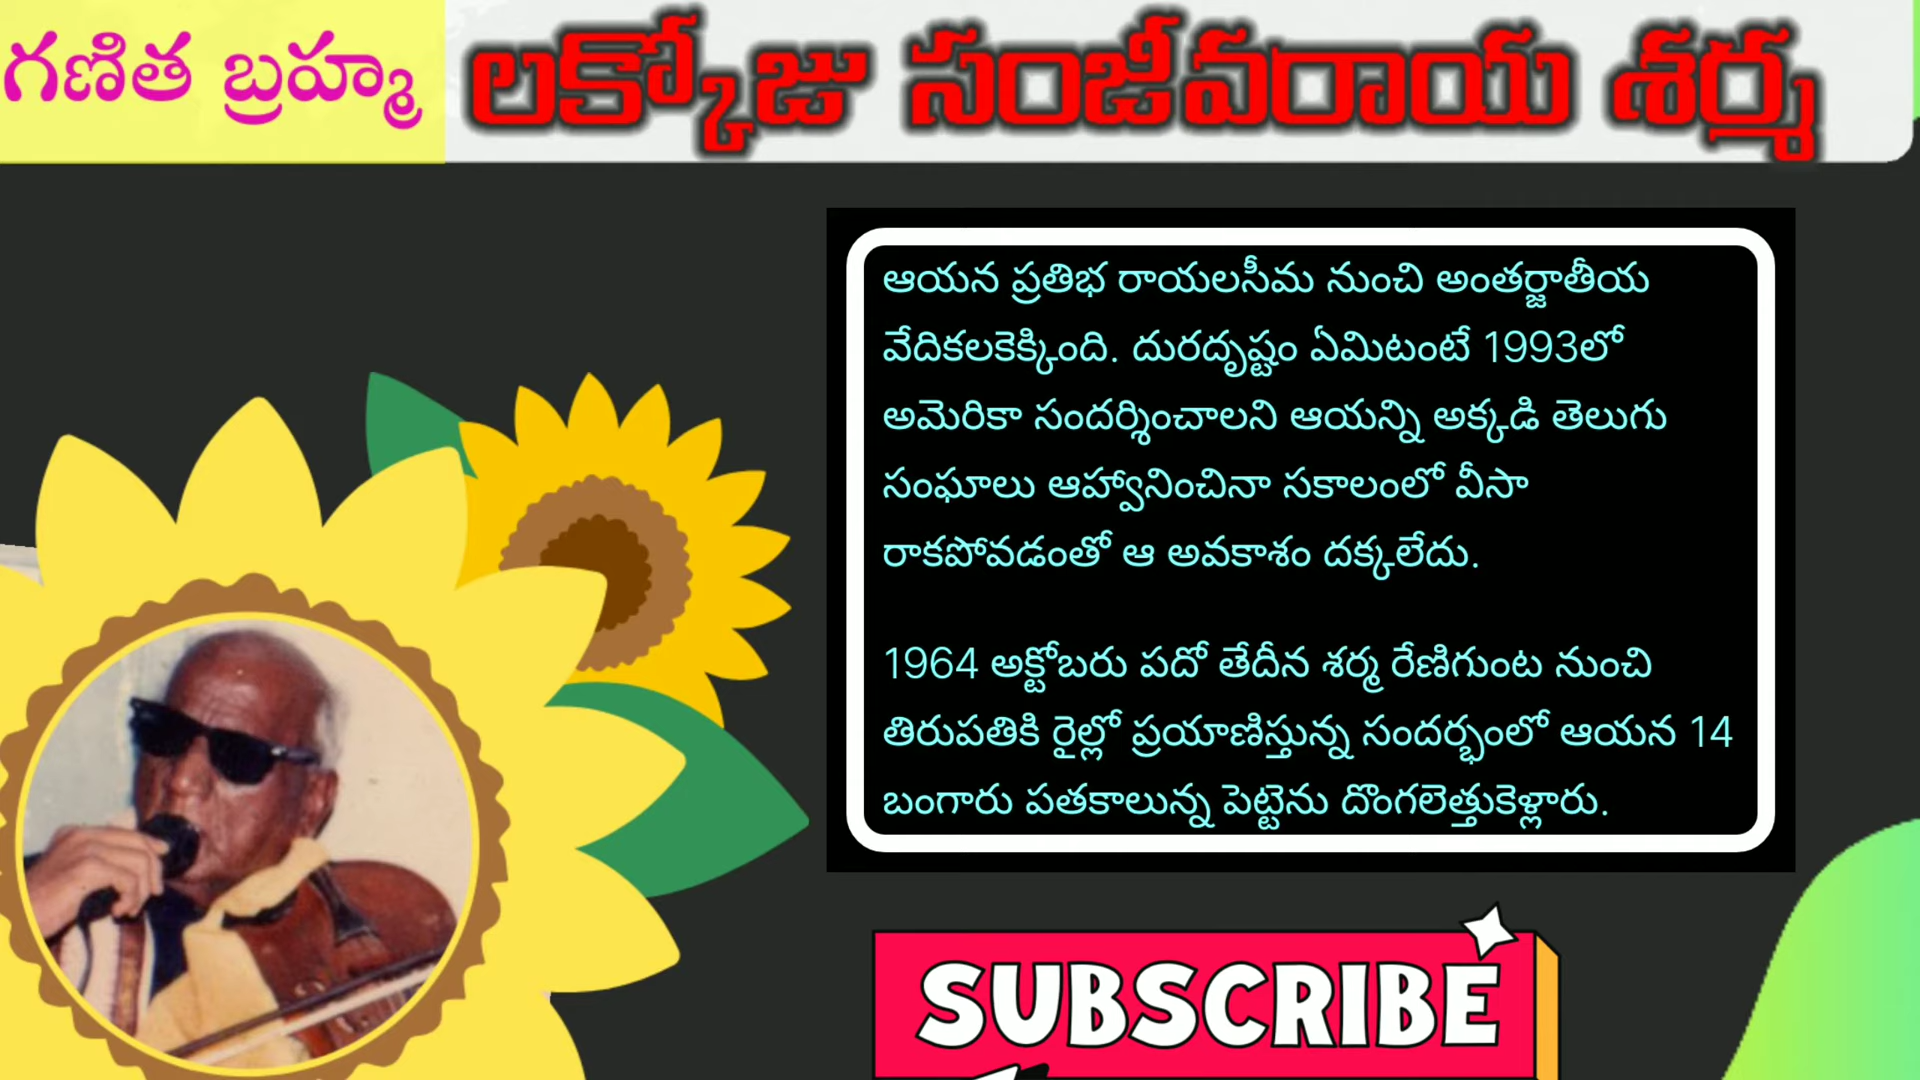 గణిత బ్రహ్మ లక్కోజు సంజీవరాయ శర్మ
ఆయన ప్రతిభ రాయలసీమ నుంచి అంతర్జాతీయ
వేదికలకెక్కింది. దురదృష్టం ఏమిటంటే 1993లో
అమెరికా సందర్శించాలని ఆయన్ని అక్కడి తెలుగు
సంఘాలు ఆహ్వానించినా సకాలంలో వీసా
రాకపోవడంతో ఆ అవకాశం దక్కలేదు.
1964 అక్టోబరు పదో తేదీన శర్మ రేణిగుంట నుంచి
తిరుపతికి రైల్లో ప్రయాణిస్తున్న సందర్భంలో ఆయన 14
బంగారు పతకాలున్న పెట్టెను దొంగలెత్తుకెళ్లారు.
SUBSCRIBE